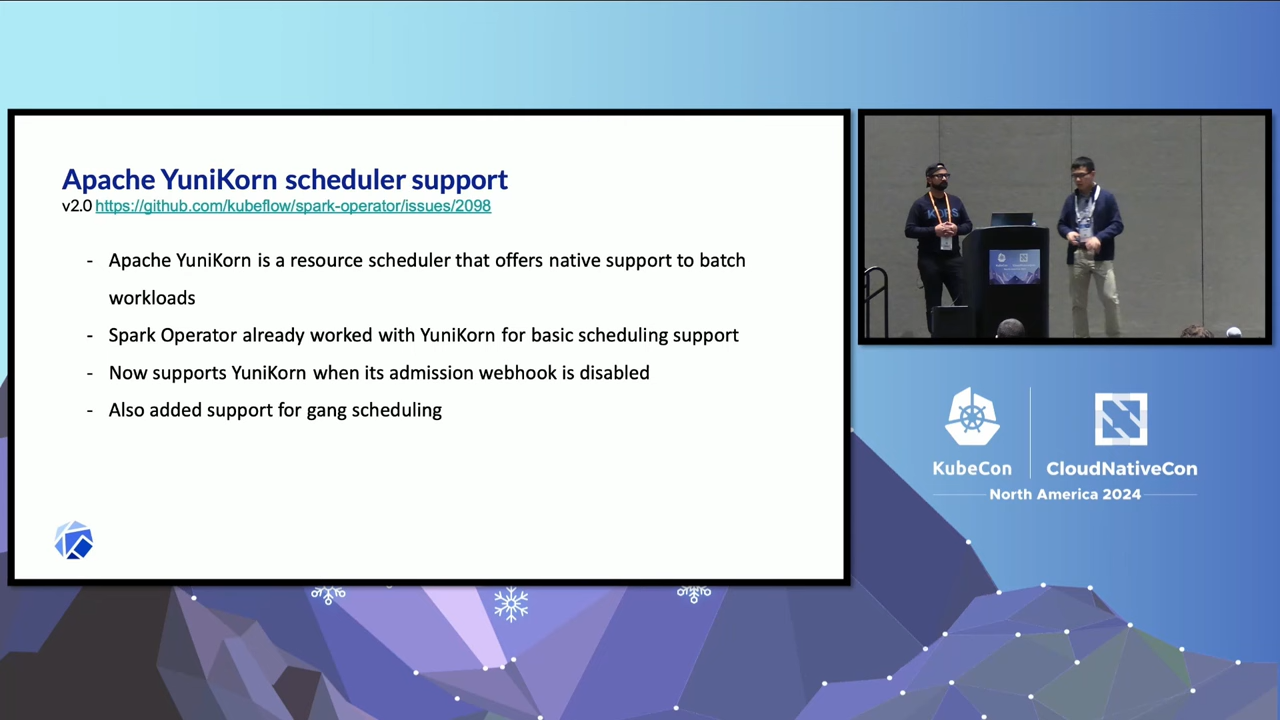 Apache YuniKorn scheduler support
v2.0 https://github.com/kubeflow/spark-operator/issues/2098
- Apache YuniKorn is a resource scheduler that offers native support to batch
workloads
- Spark Operator already worked with YuniKorn for basic scheduling support
- Now supports YuniKorn when its admission webhook is disabled
- Also added support for gang scheduling
KubeCon
CloudNativeCon
North America 2024